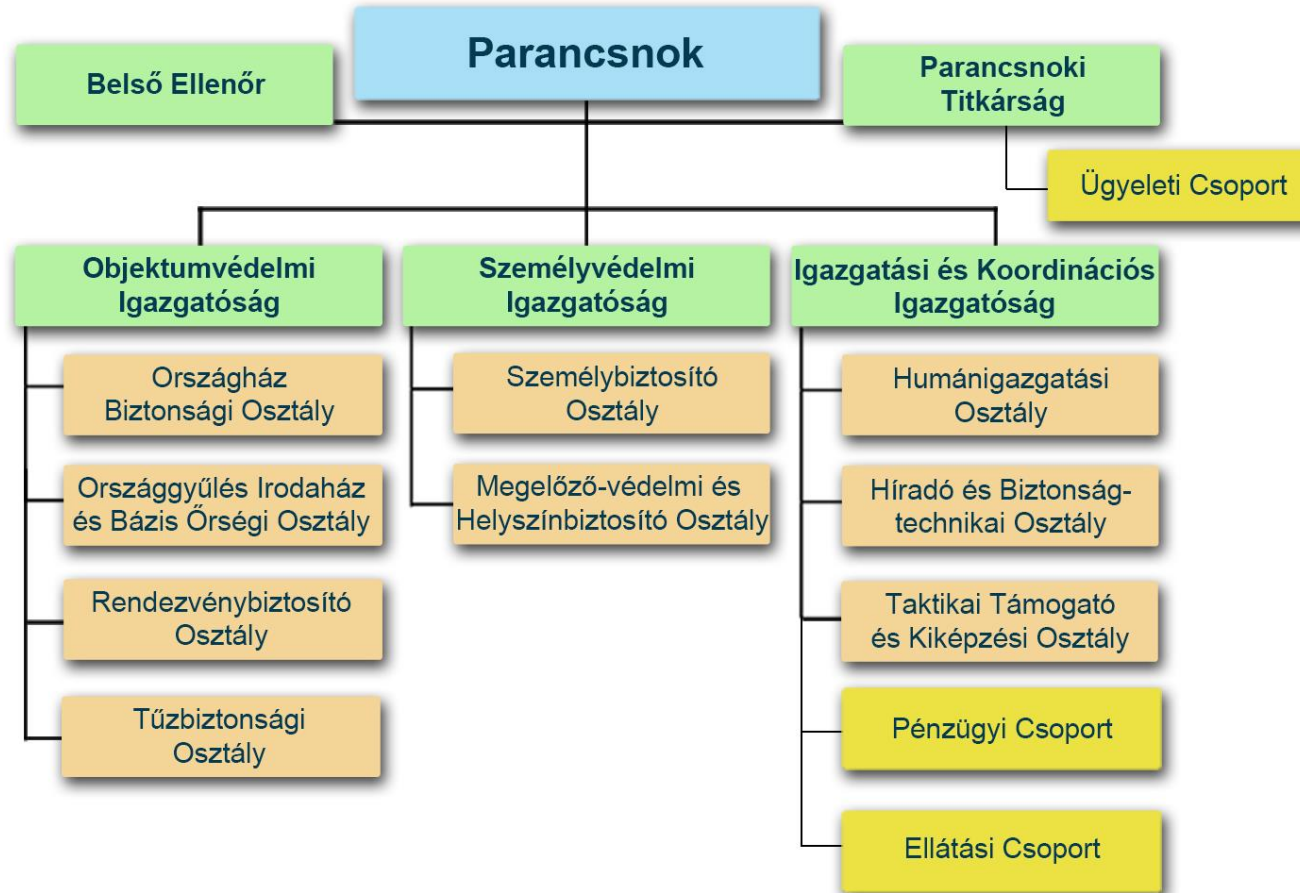 Parancsnok
Belső Ellenőr
Parancsnoki
Titkárság
Ügyeleti Csoport
Objektumvédelmi
Igazgatóság
Országház
Biztonsági Osztály
Országgyűlés Irodaház
és Bázis Őrségi Osztály
Rendezvénybiztosító
Osztály
Tűzbiztonsági
Osztály
Személyvédelmi
Igazgatóság
Személybiztosító
Osztály
Megelőző-védelmi és
Helyszínbiztosító Osztály
Igazgatási és Koordinációs
Igazgatóság
Humánigazgatási
Osztály
Híradó és Biztonság-
technikai Osztály
Taktikai Támogató
és Kiképzési Osztály
Pénzügyi Csoport
Ellátási Csoport